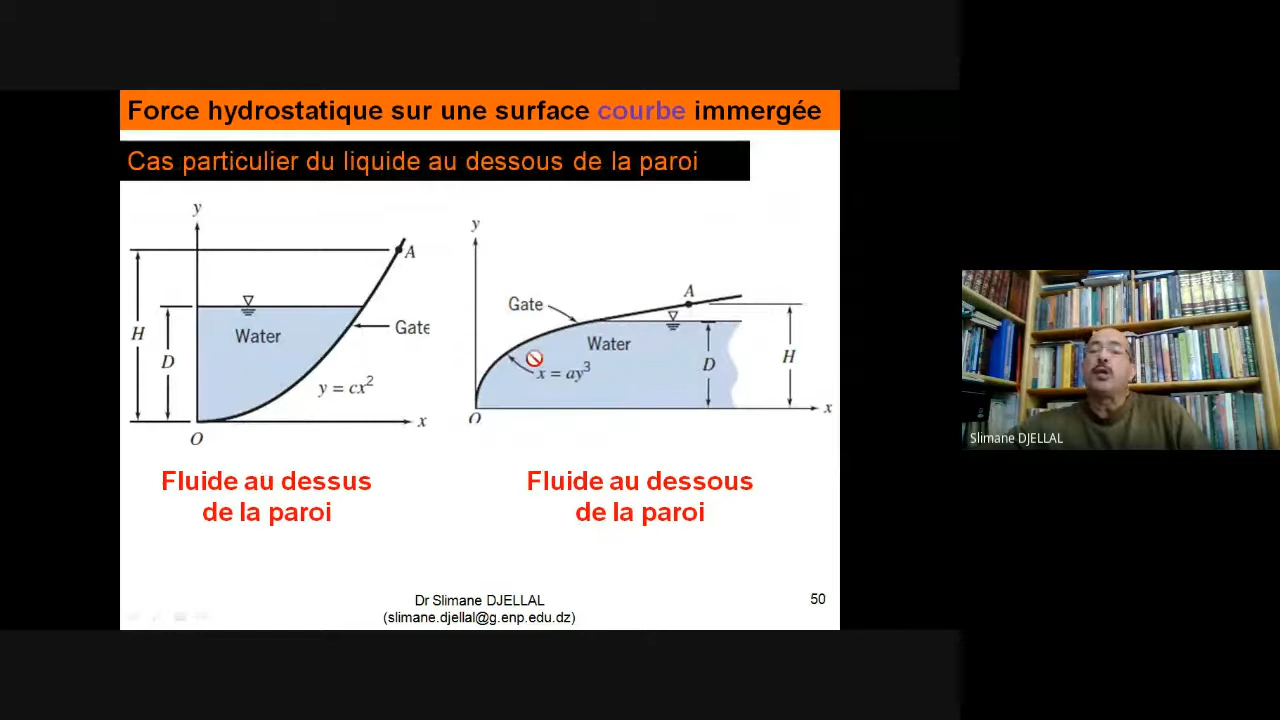 Force hydrostatique sur une surface courbe immergée
Cas particulier du liquide au dessous de la paroi
y
A
H
D
Water
Gate
y = cx²
x
O
y
A
Gate
Water
x = ay³
D
H
x
O
Fluide au dessus
de la paroi
Fluide au dessous
de la paroi
Dr Slimane DJELLAL
(slimane.djellal@g.enp.edu.dz)
50
Slimane DJELLAL